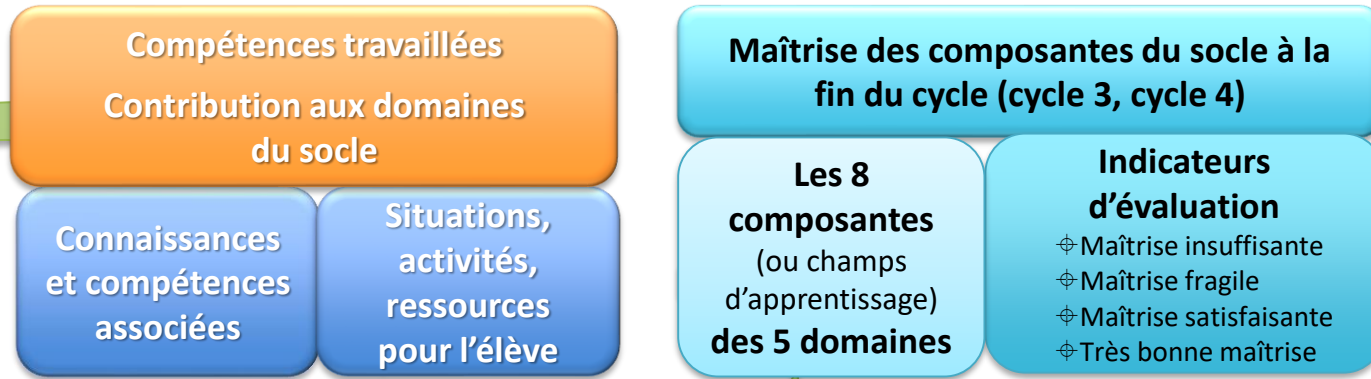 Compétences travaillées
Contribution aux domaines
du socle
Connaissances
et compétences
associées
Situations,
activités,
ressources
pour l’élève
Maîtrise des composantes du socle à la
fin du cycle (cycle 3, cycle 4)
Les 8
composantes
(ou champs
d’apprentissage)
des 5 domaines
Indicateurs
d’évaluation
Maîtrise insuffisante
Maîtrise fragile
Maîtrise satisfaisante
Très bonne maîtrise